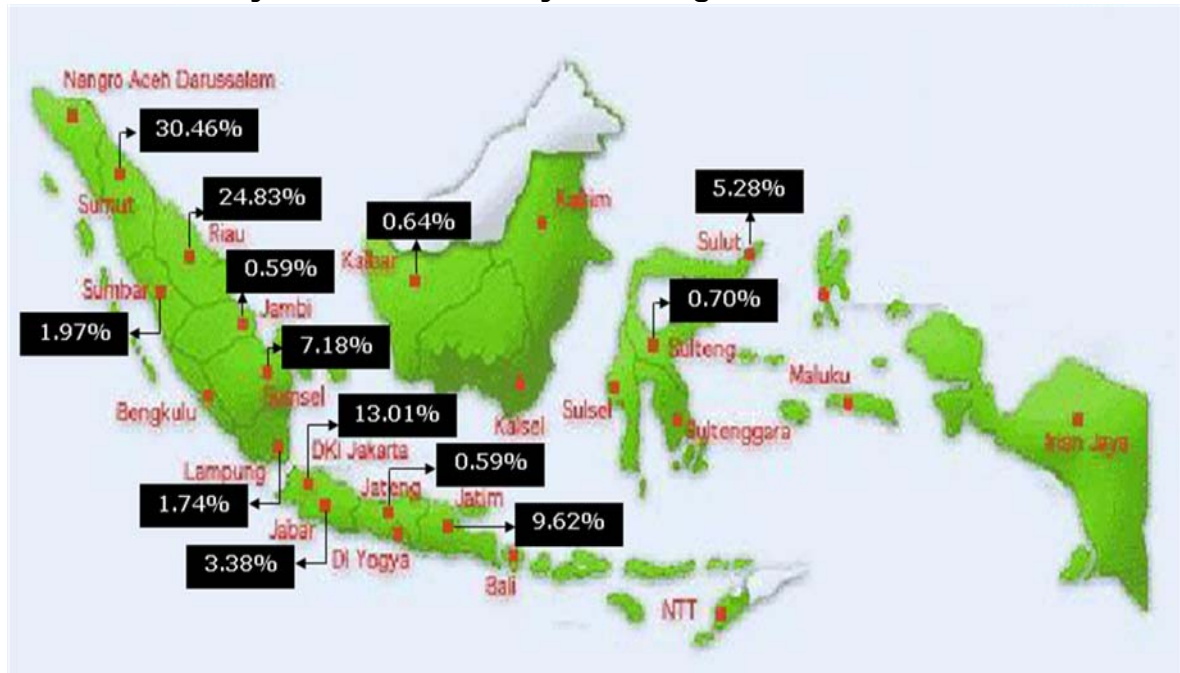 Nangro Aceh Darussalam
30.46%
Sumut
24.83%
Riau
0.59%
Jambi
Sumbar
1.97%
7.18%
Sumsel
Bengkulu
13.01%
DKI Jakarta
Lampung
1.74%
0.59%
Jateng
Jatim
9.62%
Jabar
3.38%
DI Yogya
Bali
0.64%
Kalbar
Kaltim
Kalsel
5.28%
Sulut
0.70%
Sulteng
Sulsel
Sultenggara
Maluku
Irian Jaya
NTT